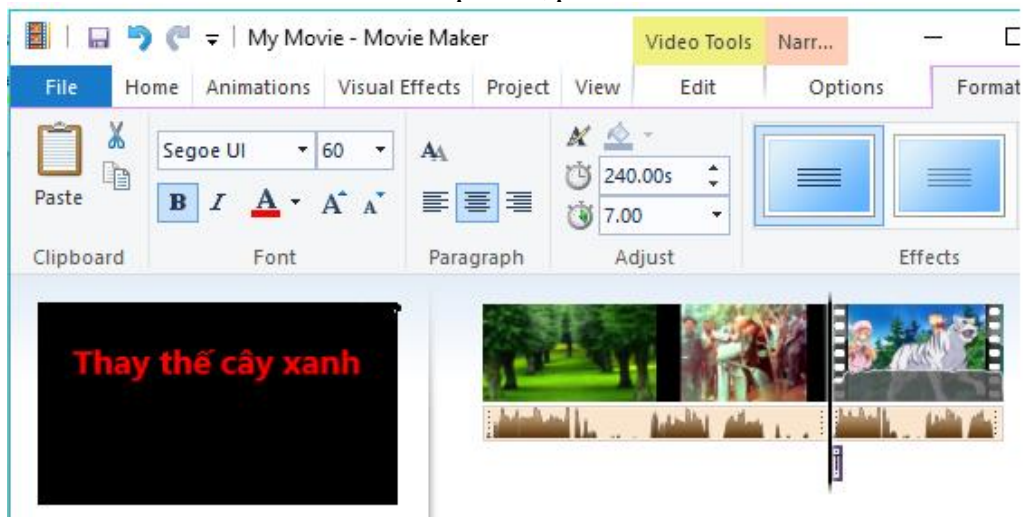 My Movie - Movie Maker
Video Tools
Narr...
File Home Animations Visual Effects Project View Edit Options Format
Segoe UI 60
240.00s
Paste
B I A A A
7.00
Clipboard Font Paragraph Adjust Effects
Thay thế cây xanh